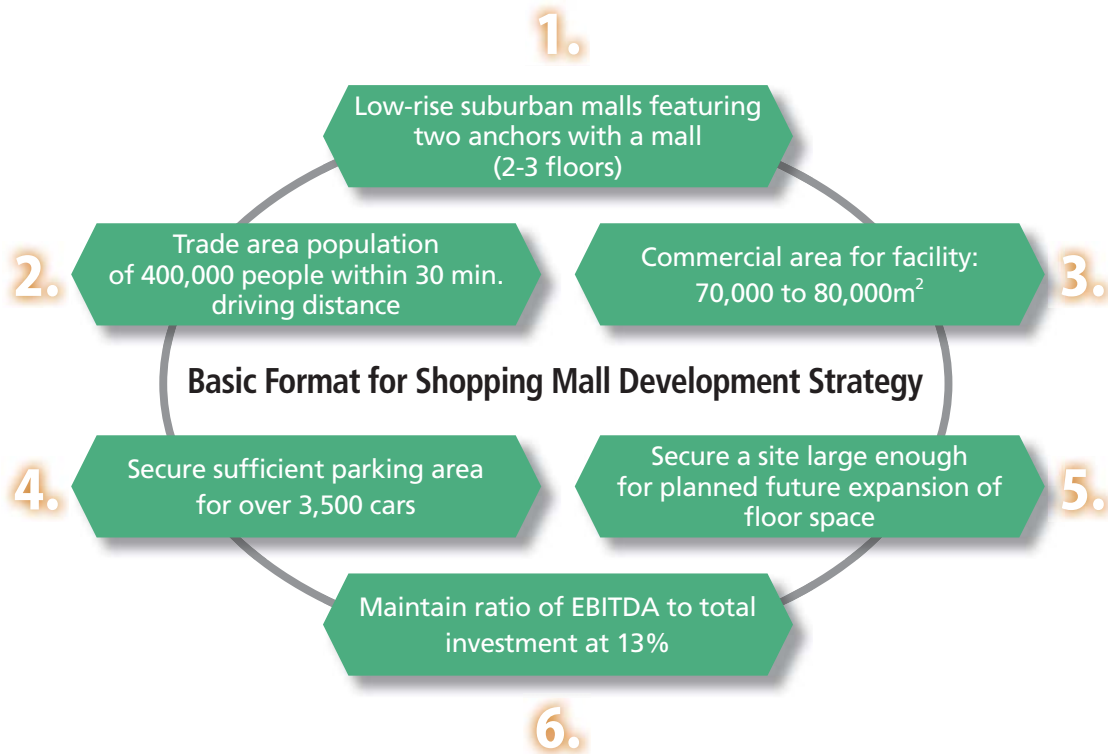 1.
Low-rise suburban malls featuring
two anchors with a mall
(2-3 floors)
2.
Trade area population
of 400,000 people within 30 min.
driving distance
Commercial area for facility:
70,000 to 80,000m²
3.
Basic Format for Shopping Mall Development Strategy
4.
Secure sufficient parking area
for over 3,500 cars
Secure a site large enough
for planned future expansion of
floor space
5.
Maintain ratio of EBITDA to total
investment at 13%
6.